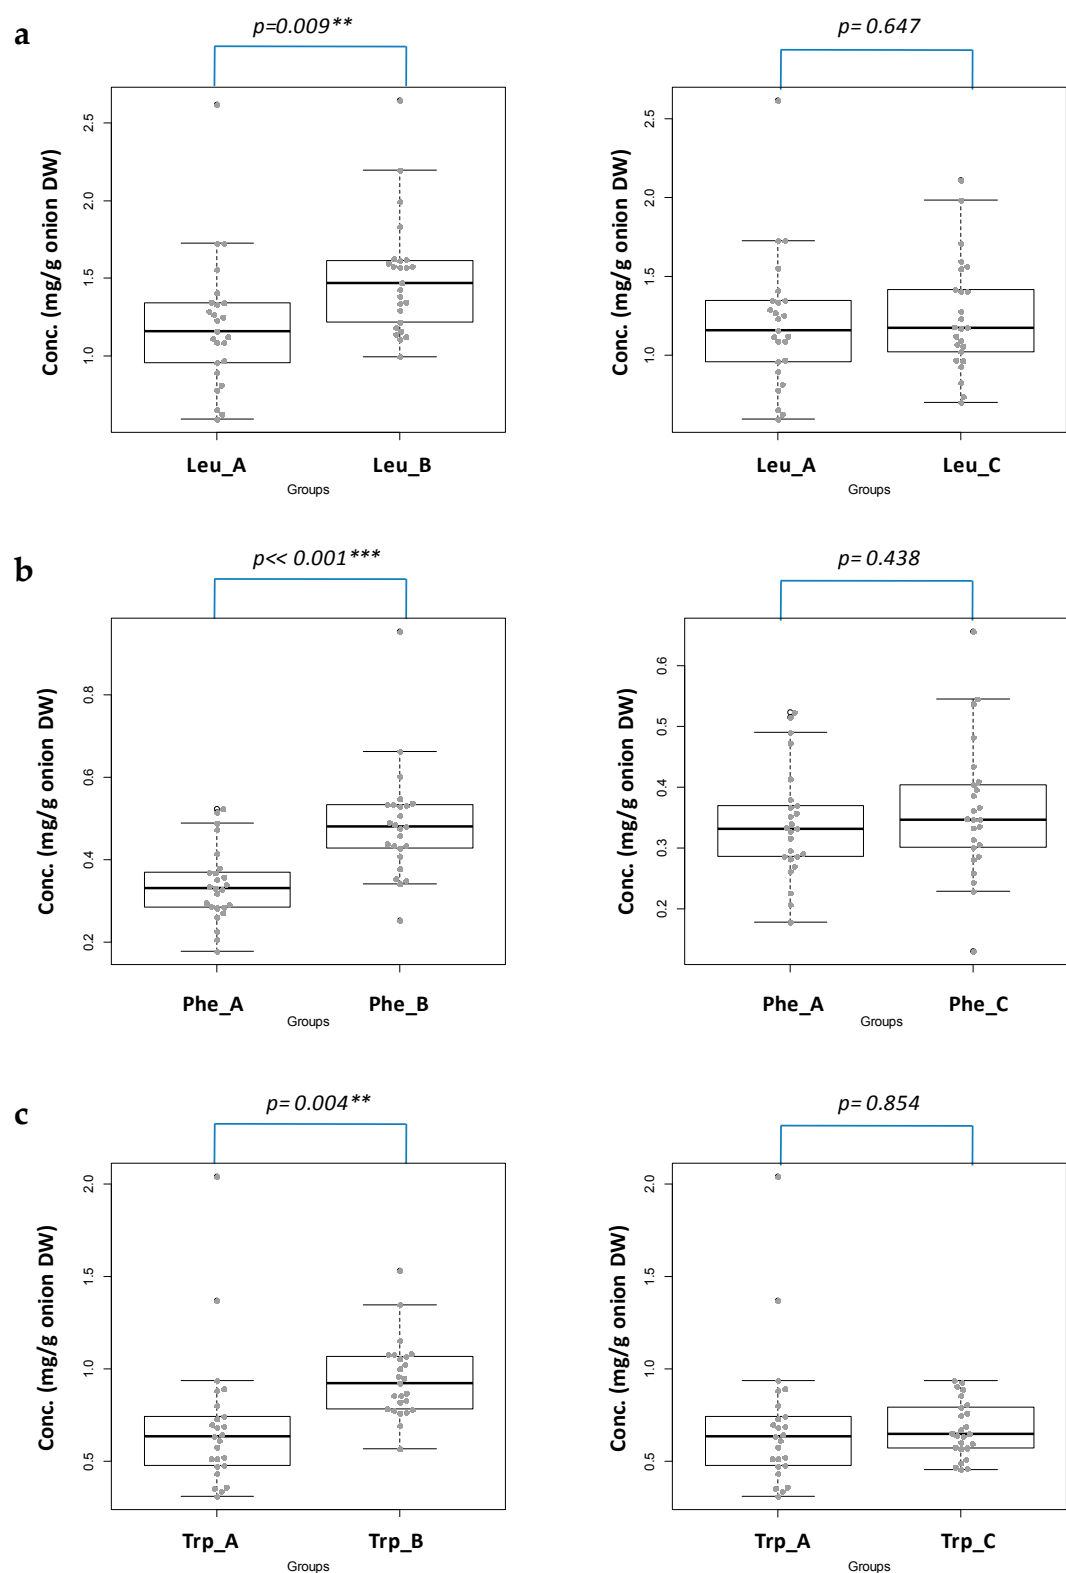 a
p=0.009**
p= 0.647
Conc. (mg/g onion DW)
2.5
2.0
1.5
1.0
Leu_A
Leu_B
Groups
Conc. (mg/g onion DW)
2.5
2.0
1.5
1.0
Leu_A
Leu_C
Groups
b
p<< 0.001***
p= 0.438
Conc. (mg/g onion DW)
0.8
0.6
0.4
0.2
Phe_A
Phe_B
Groups
Conc. (mg/g onion DW)
0.6
0.5
0.4
0.3
0.2
Phe_A
Phe_C
Groups
c
p= 0.004**
p= 0.854
Conc. (mg/g onion DW)
2.0
1.5
1.0
0.5
Trp_A
Trp_B
Groups
Conc. (mg/g onion DW)
2.0
1.5
1.0
0.5
Trp_A
Trp_C
Groups